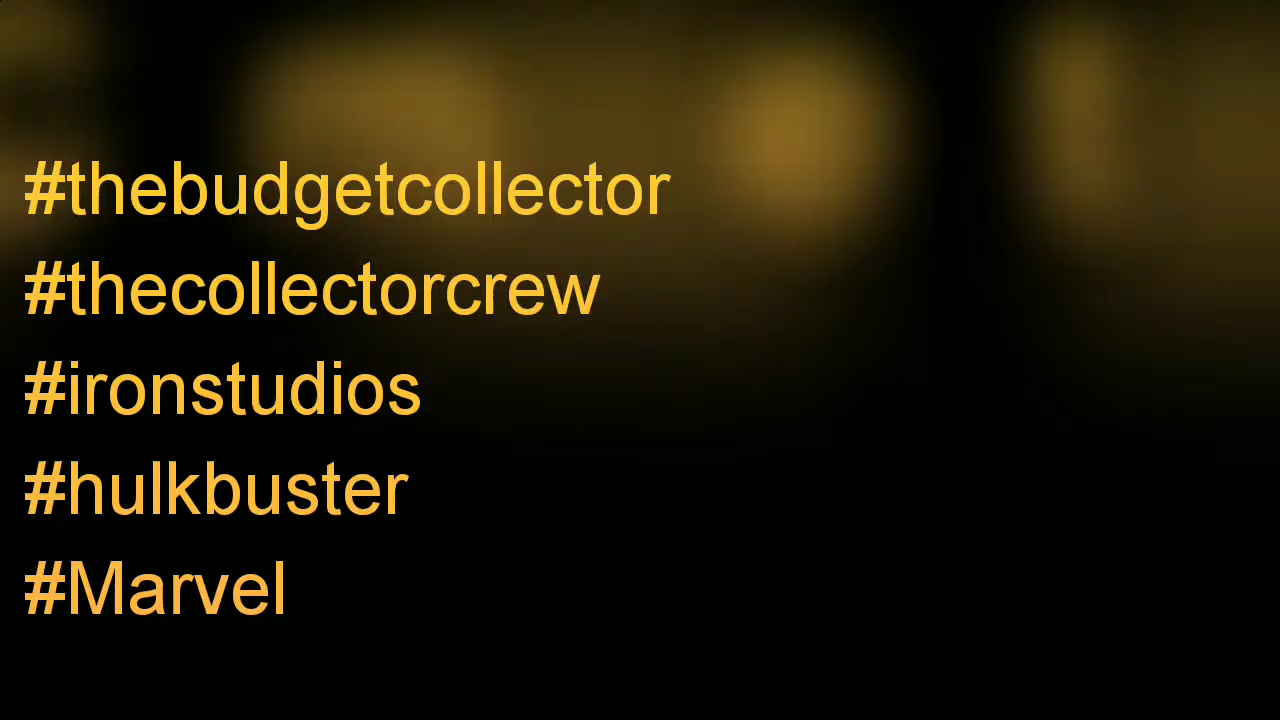 #thebudgetcollector
#thecollectorcrew
#ironstudios
#hulkbuster
#Marvel